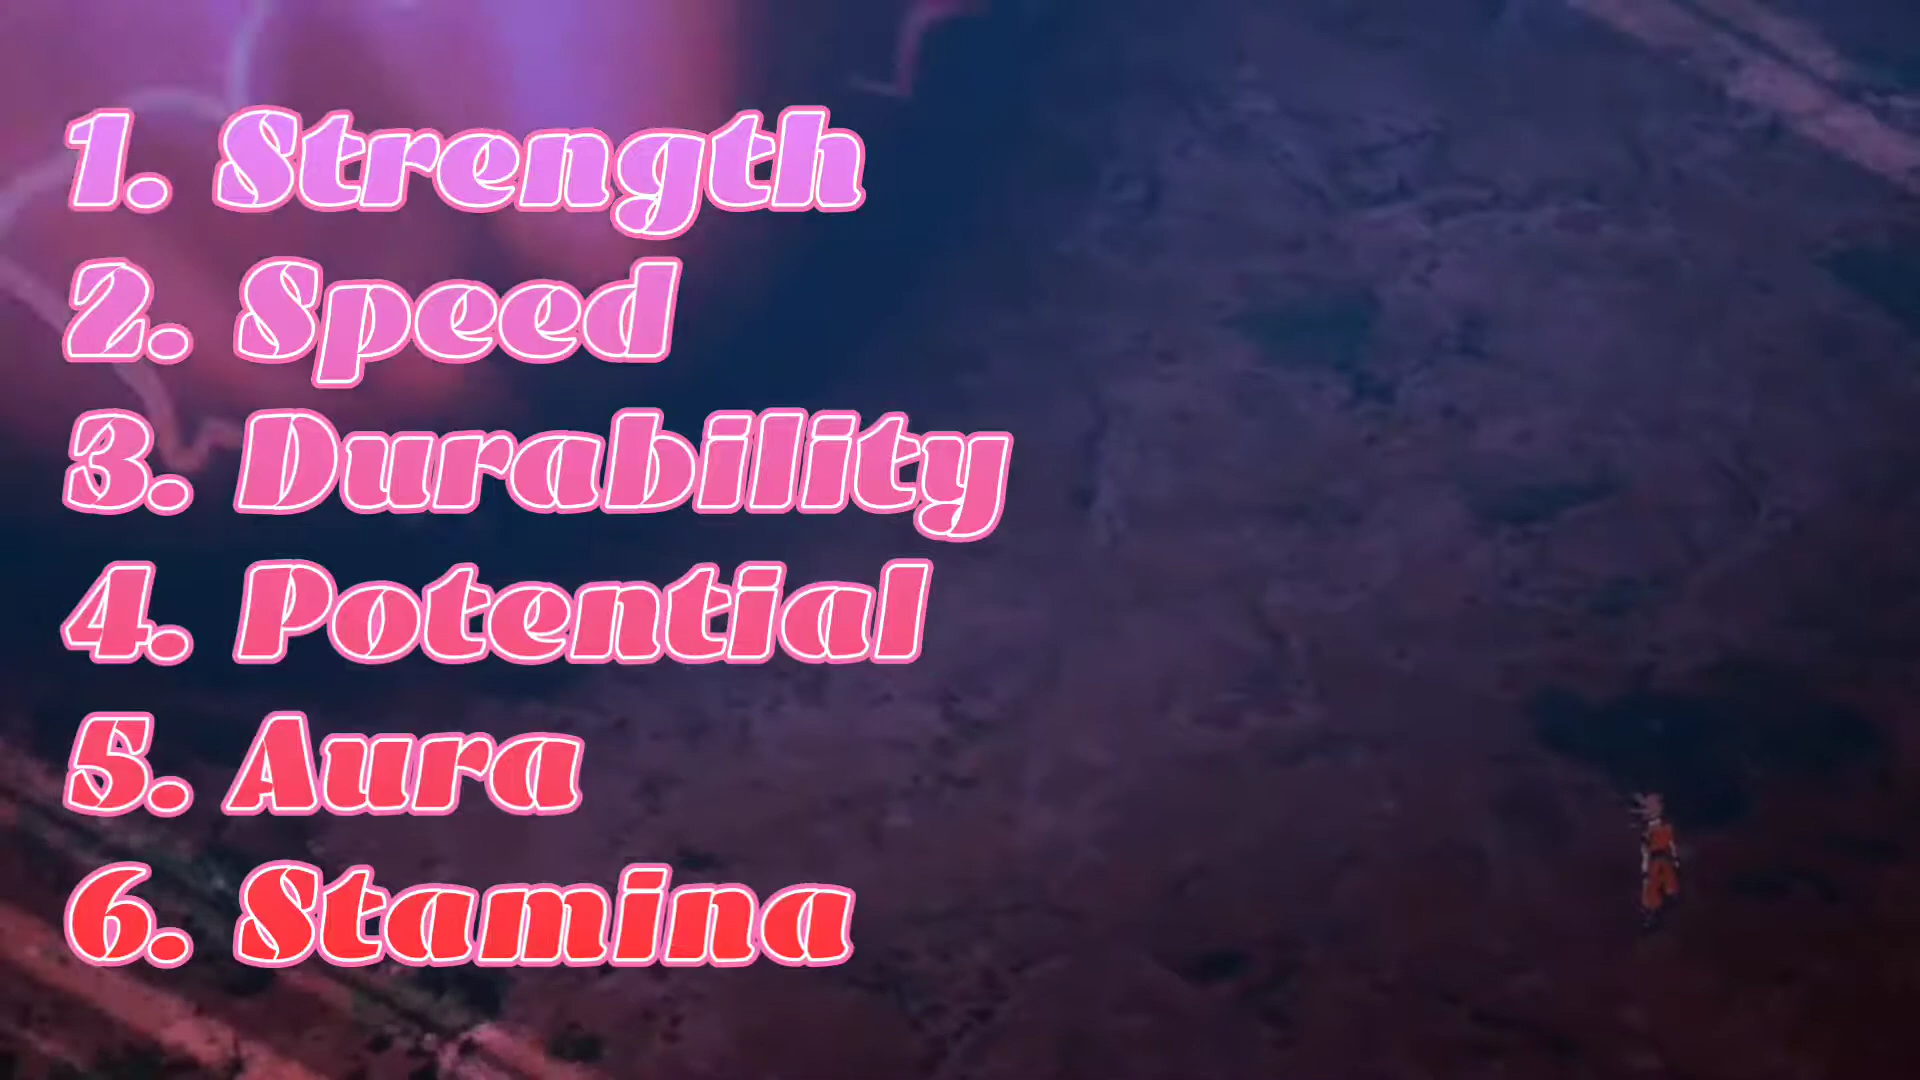 1. Strength
2. Speed
3. Durability
4. Potential
5. Aura
6. Stamina